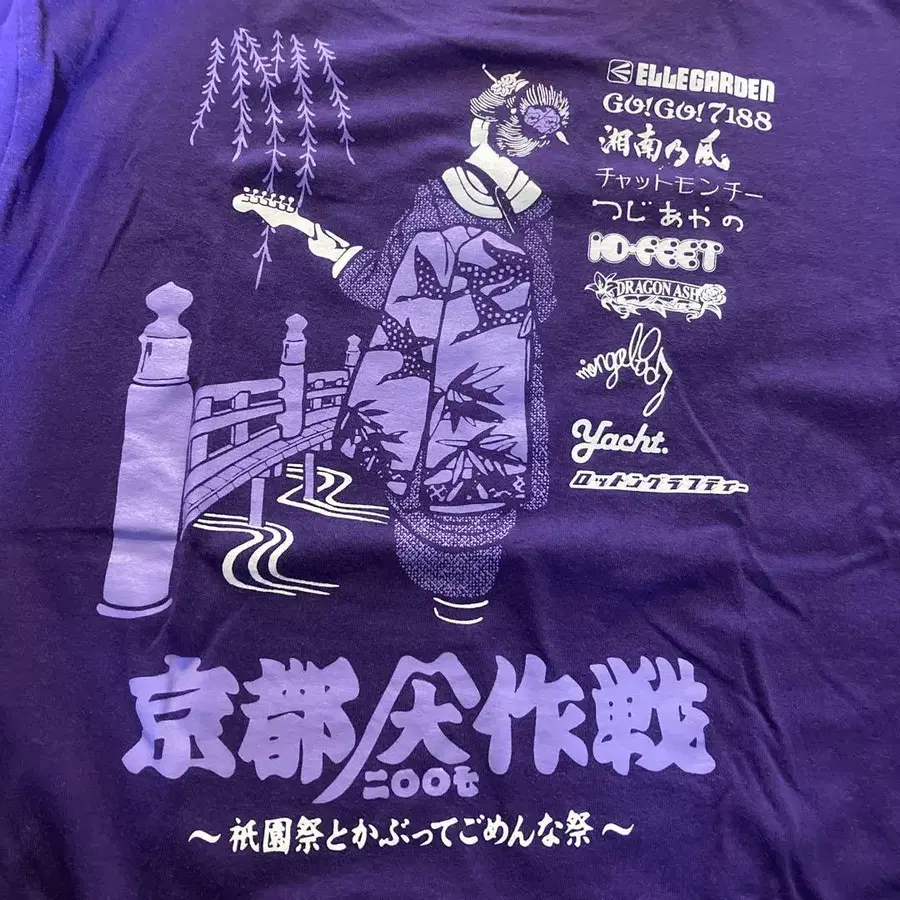 ELLEGARDEN
GO!GO!7188
湘南乃風
チャットモンチー
つじあやの
10-FEET
DRAGON ASH
mongol800
yacht.
ロットングラフティー
京都大作戦
二〇〇七
～祇園祭とかぶってごめんな祭～